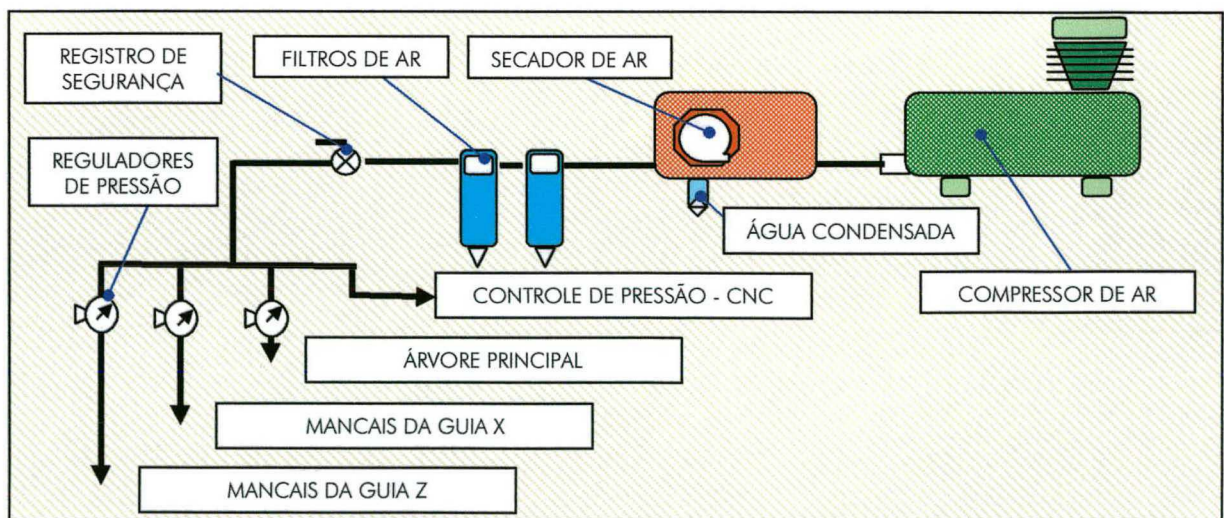 REGISTRO DE
SEGURANÇA
FILTROS DE AR
SECADOR DE AR
REGULADORES
DE PRESSÃO
ÁGUA CONDENSADA
CONTROLE DE PRESSÃO - CNC
COMPRESSOR DE AR
ÁRVORE PRINCIPAL
MANCAIS DA GUIA X
MANCAIS DA GUIA Z